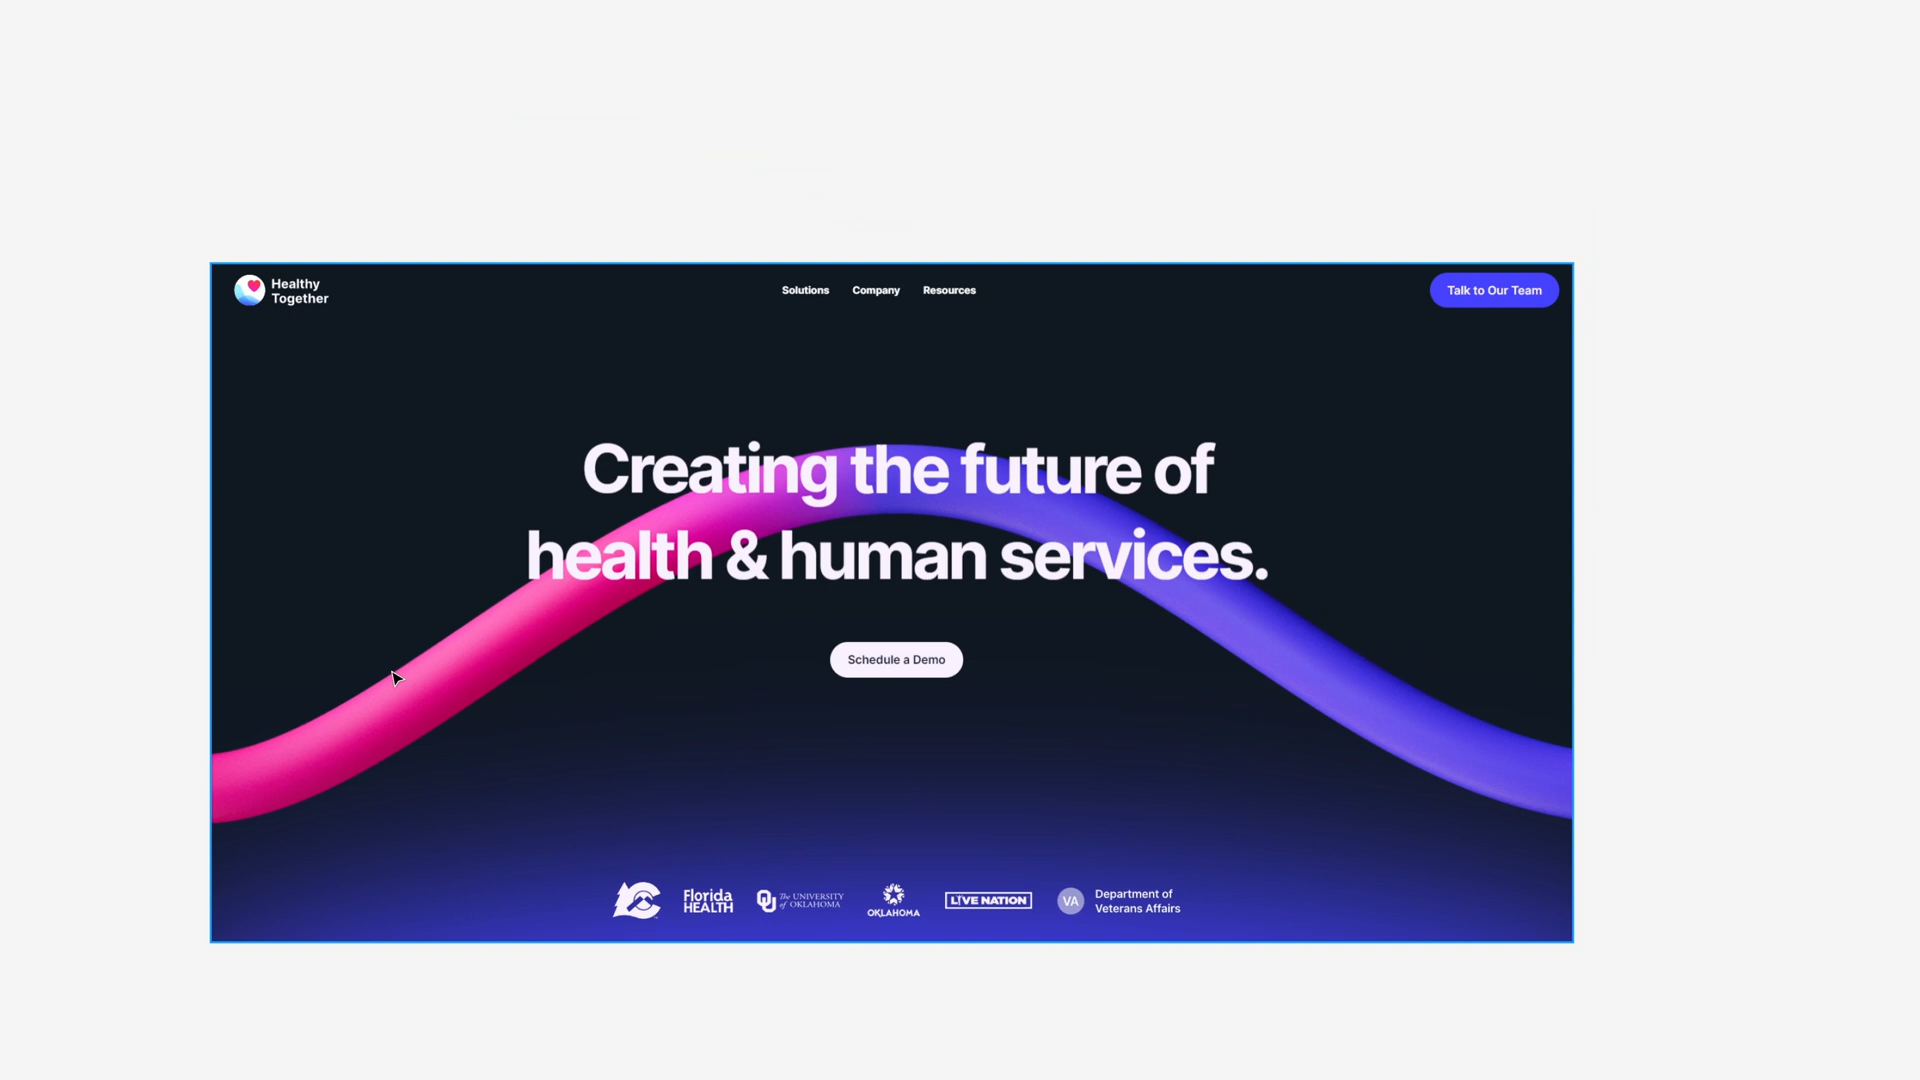 Healthy
Together
Solutions
Company
Resources
Talk to Our Team
Creating the future of
health & human services.
Schedule a Demo
C
Florida
HEALTH
OU
The UNIVERSITY
of OKLAHOMA
OKLAHOMA
LIVE NATION
VA
Department of
Veterans Affairs